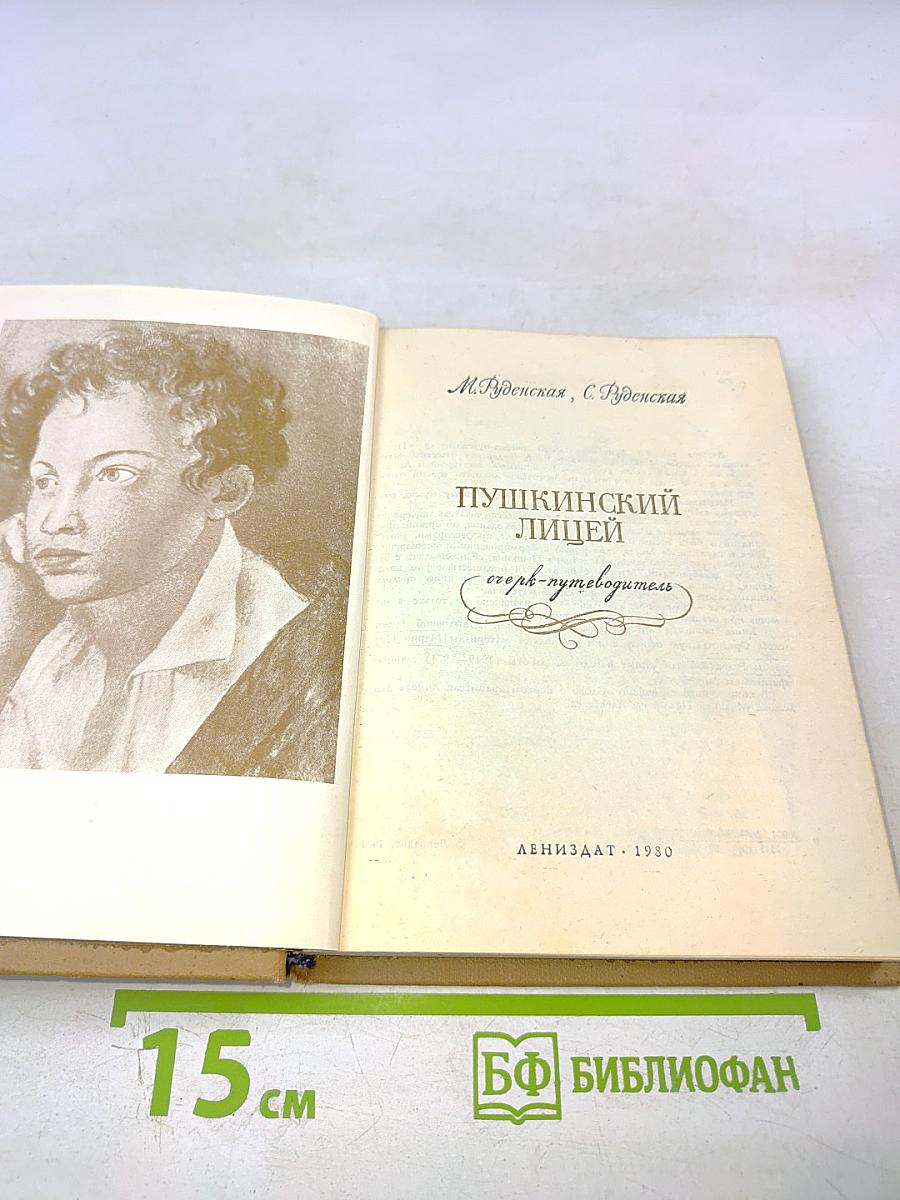 М. Руденская, С. Руденская
ПУШКИНСКИЙ
ЛИЦЕЙ
очерк-путеводитель
ЛЕНИЗДАТ · 1980
15 см
БФ БИБЛИОФАН